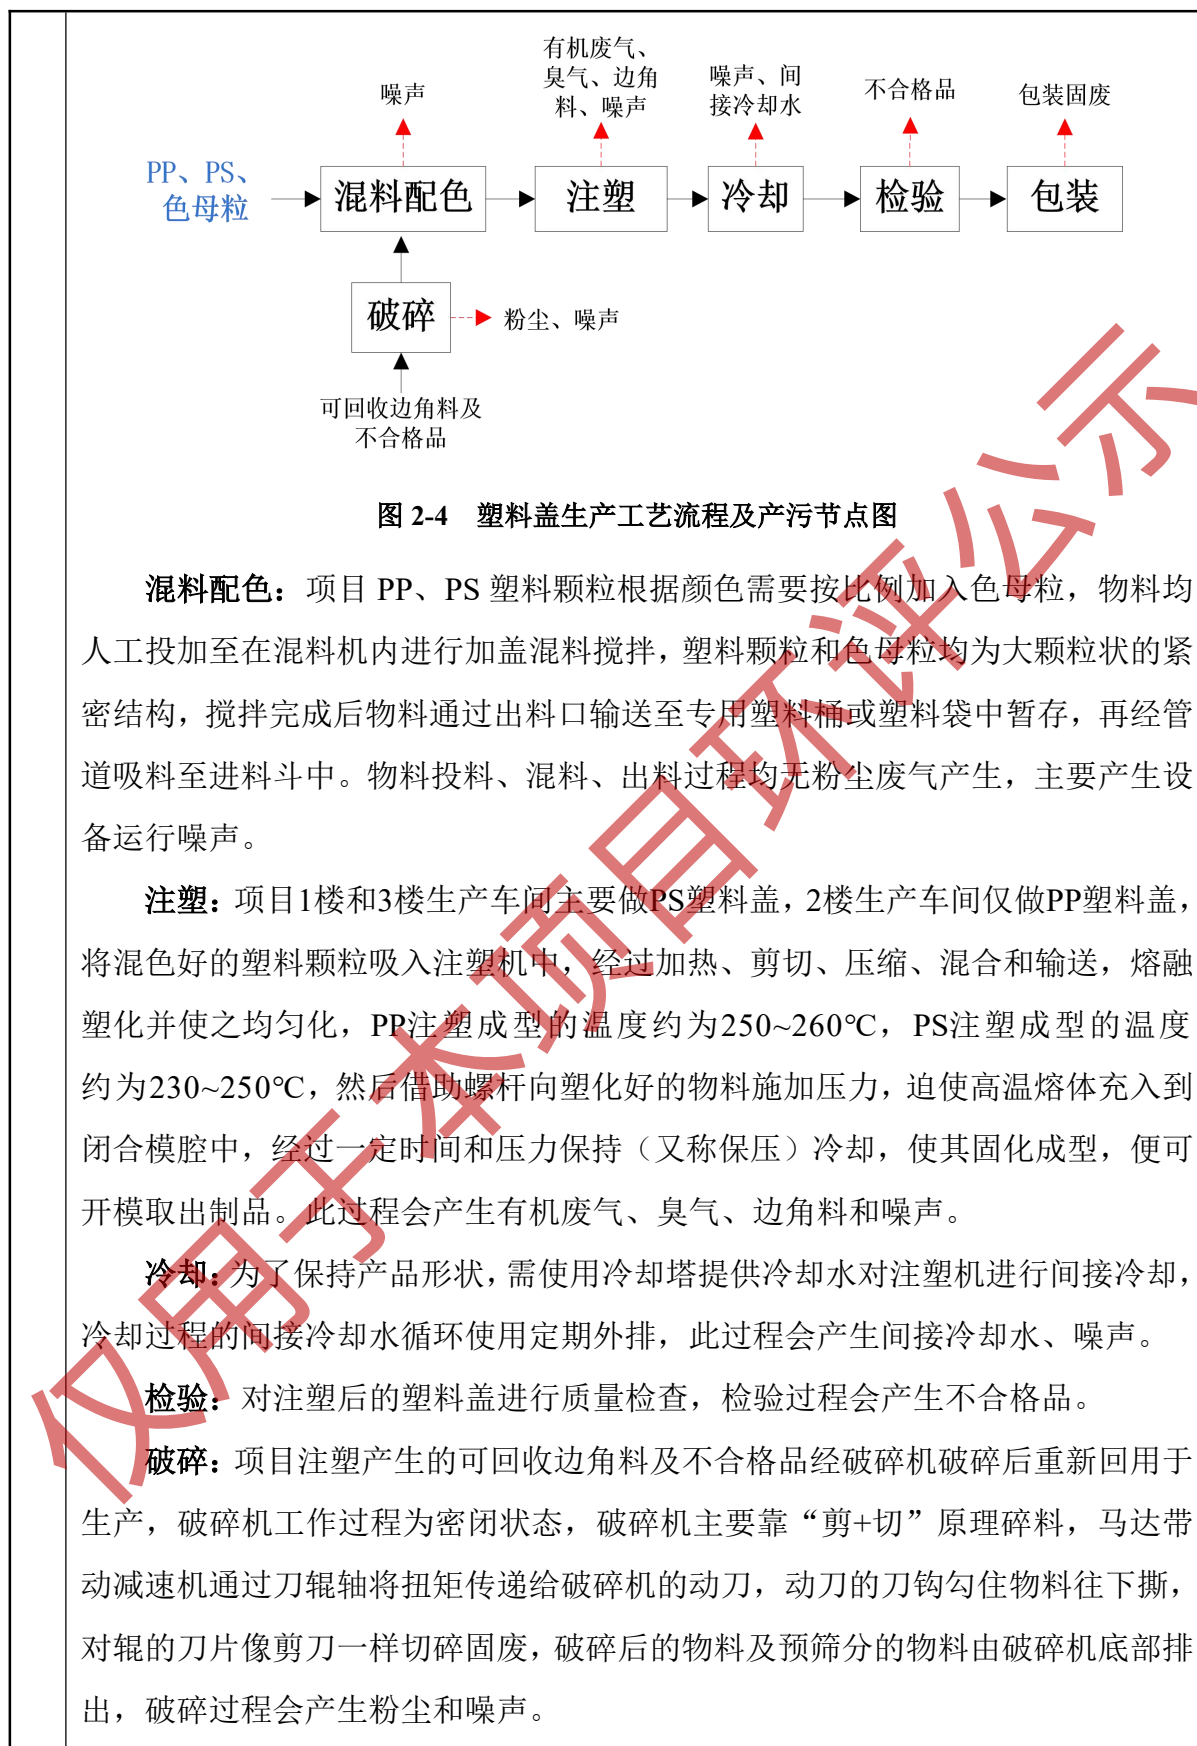 有机废气、
臭气、边角
料、噪声
噪声
噪声、间
接冷却水
不合格品
包装固废
PP、PS、
色母粒
混料配色
注塑
冷却
检验
包装
破碎
粉尘、噪声
可回收边角料及
不合格品
图 2-4 塑料盖生产工艺流程及产污节点图
混料配色：项目 PP、PS 塑料颗粒根据颜色需要按比例加入色母粒，物料均
人工投加至在混料机内进行加盖混料搅拌，塑料颗粒和色母粒均为大颗粒状的紧
密结构，搅拌完成后物料通过出料口输送至专用塑料桶或塑料袋中暂存，再经管
道吸料至进料斗中。物料投料、混料、出料过程均无粉尘废气产生，主要产生设
备运行噪声。
注塑：项目1楼和3楼生产车间主要做PS塑料盖，2楼生产车间仅做PP塑料盖，
将混色好的塑料颗粒吸入注塑机中，经过加热、剪切、压缩、混合和输送，熔融
塑化并使之均匀化，PP注塑成型的温度约为250~260℃，PS注塑成型的温度
约为230~250℃，然后借助螺杆向塑化好的物料施加压力，迫使高温熔体充入到
闭合模腔中，经过一定时间和压力保持（又称保压）冷却，使其固化成型，便可
开模取出制品。此过程会产生有机废气、臭气、边角料和噪声。
冷却：为了保持产品形状，需使用冷却塔提供冷却水对注塑机进行间接冷却，
冷却过程的间接冷却水循环使用定期外排，此过程会产生间接冷却水、噪声。
检验：对注塑后的塑料盖进行质量检查，检验过程会产生不合格品。
破碎：项目注塑产生的可回收边角料及不合格品经破碎机破碎后重新回用于
生产，破碎机工作过程为密闭状态，破碎机主要靠“剪+切”原理碎料，马达带
动减速机通过刀辊轴将扭矩传递给破碎机的动刀，动刀的刀钩勾住物料往下撕，
对辊的刀片像剪刀一样切碎固废，破碎后的物料及预筛分的物料由破碎机底部排
出，破碎过程会产生粉尘和噪声。
仅用于本项目环评公示